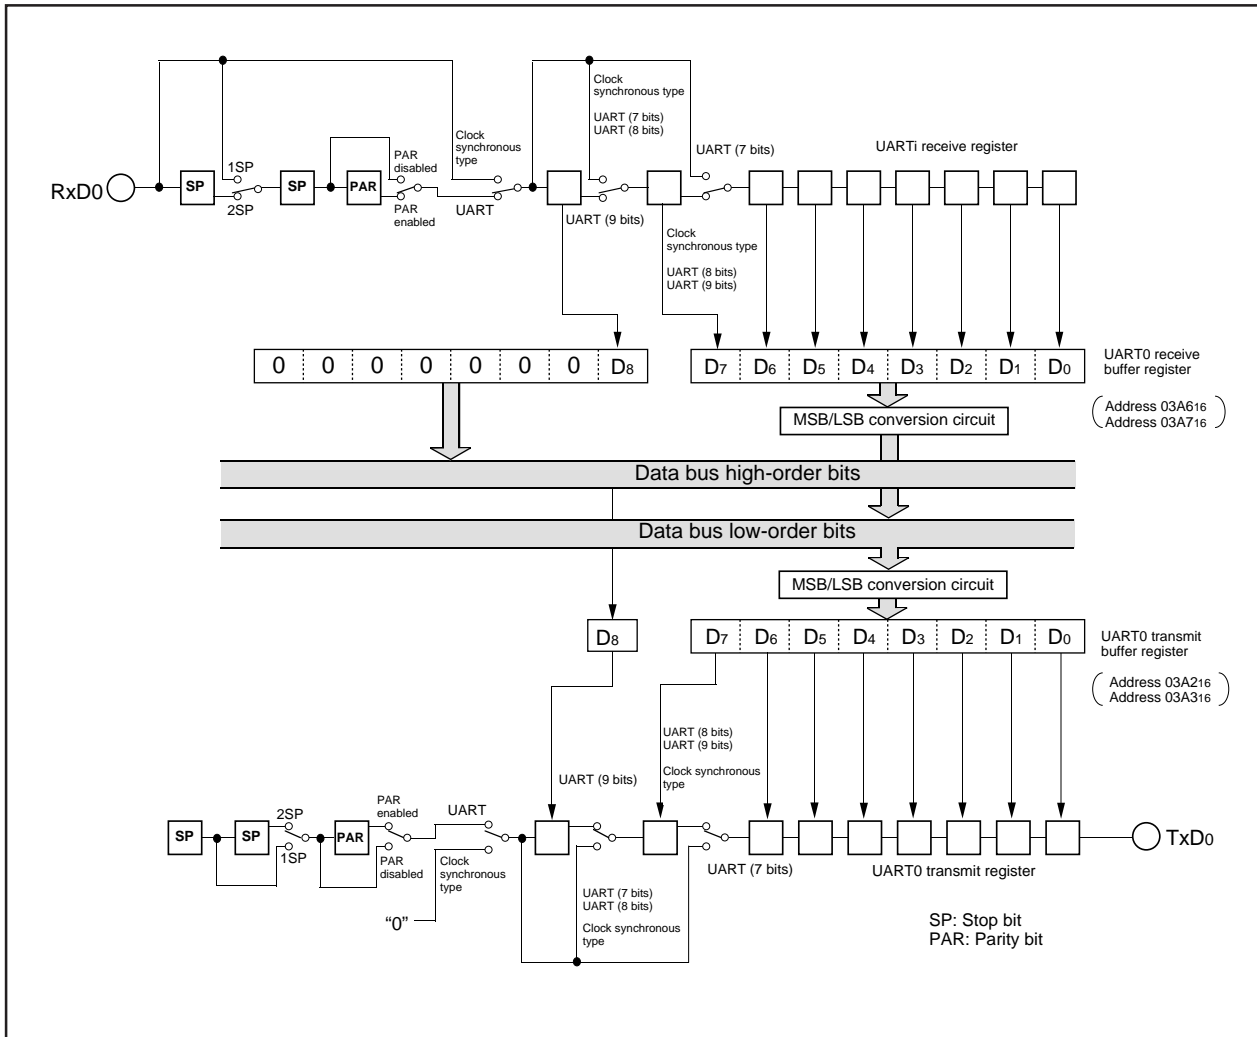 Clock
synchronous type
UART (7 bits)
UART (8 bits)
Clock
synchronous
type
PAR
disabled
UART (7 bits)
UARTi receive register
1SP
RxD0
SP
SP
PAR
2SP
PAR
enabled
UART
UART (9 bits)
Clock
synchronous type
UART (8 bits)
UART (9 bits)
0 0 0 0 0 0 0 D8
D7 D6 D5 D4 D3 D2 D1 D0
UART0 receive
buffer register
Address 03A616
Address 03A716
MSB/LSB conversion circuit
Data bus high-order bits
Data bus low-order bits
MSB/LSB conversion circuit
D8
D7 D6 D5 D4 D3 D2 D1 D0
UART0 transmit
buffer register
Address 03A216
Address 03A316
UART (8 bits)
UART (9 bits)
Clock synchronous
type
UART (9 bits)
2SP
PAR
enabled
UART
SP
SP
PAR
1SP
PAR
disabled
Clock
synchronous
type
“0”
UART (7 bits)
UART (8 bits)
Clock synchronous
type
UART (7 bits)
UART0 transmit register
TxD0
SP: Stop bit
PAR: Parity bit